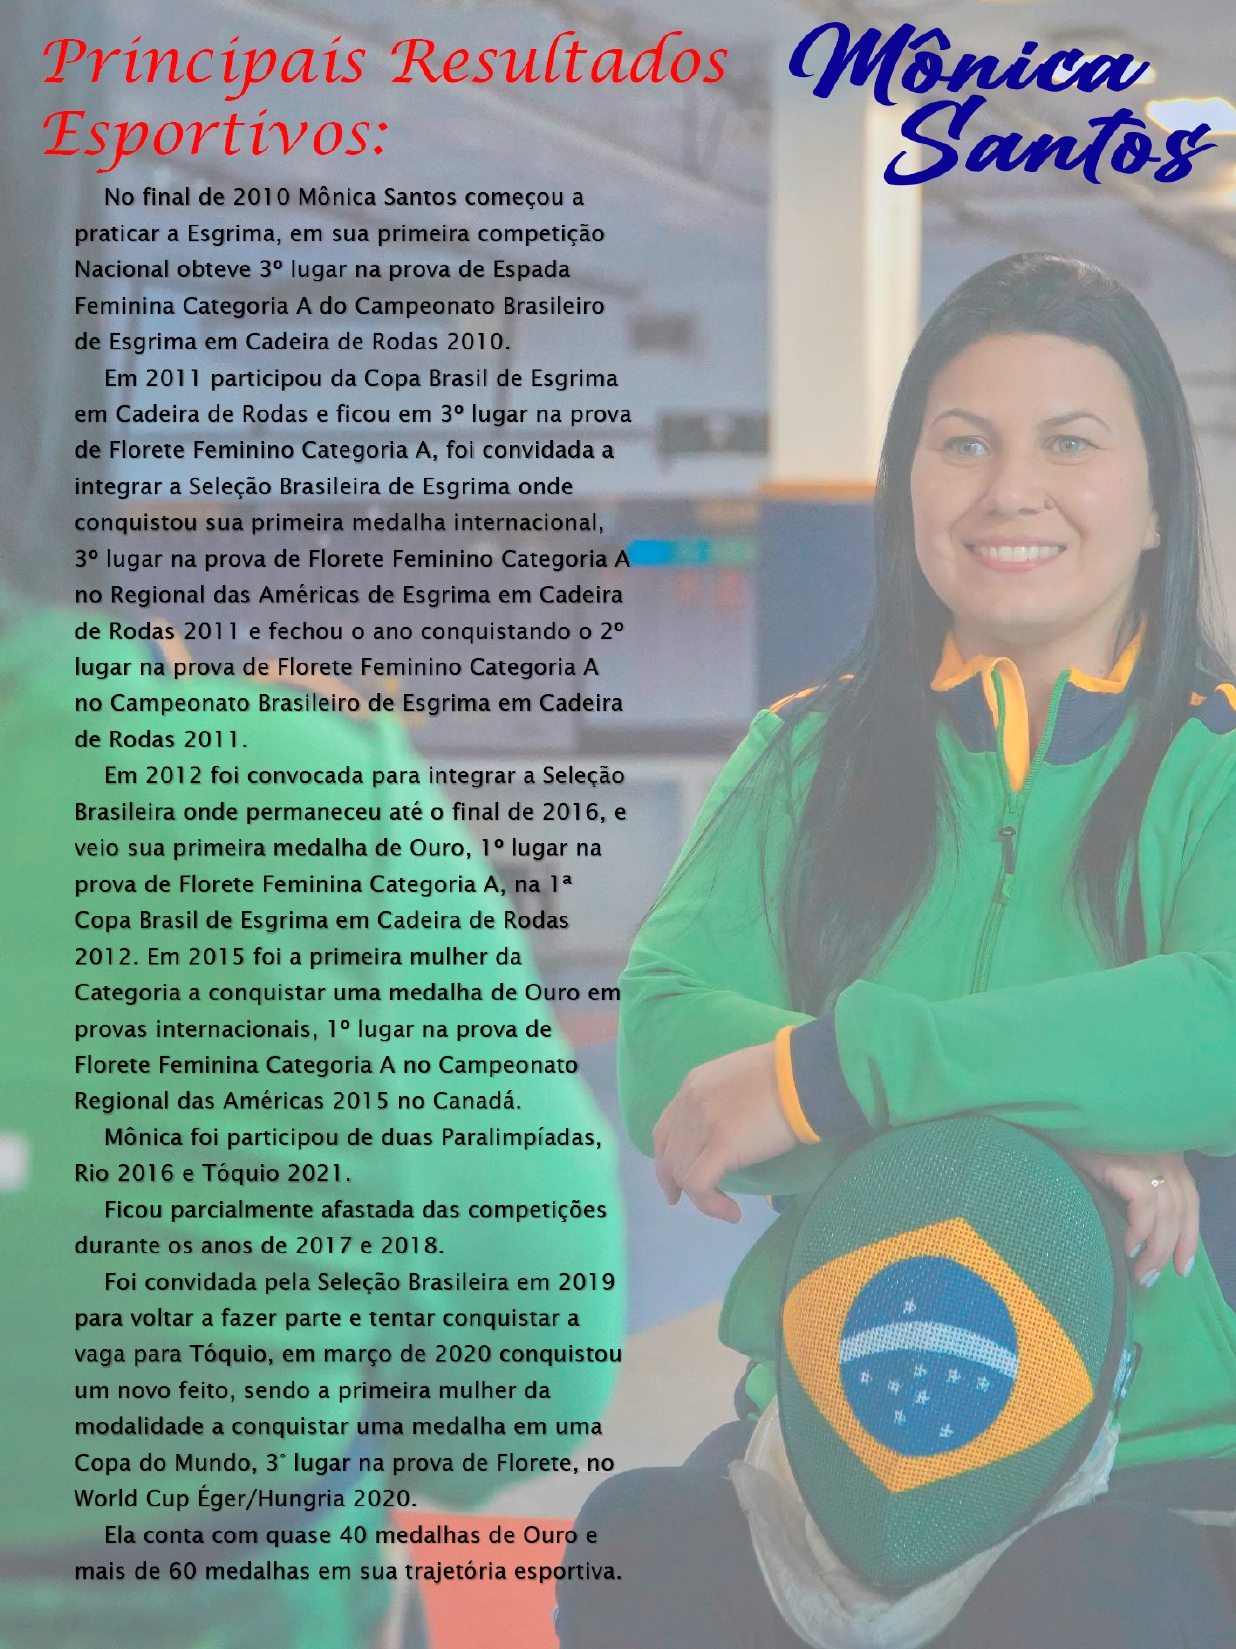 Principais Resultados
Esportivos:
Mônica
Santos
No final de 2010 Mônica Santos começou a
praticar a Esgrima, em sua primeira competição
Nacional obteve 3º lugar na prova de Espada
Feminina Categoria A do Campeonato Brasileiro
de Esgrima em Cadeira de Rodas 2010.
Em 2011 participou da Copa Brasil de Esgrima
em Cadeira de Rodas e ficou em 3º lugar na prova
de Florete Feminino Categoria A, foi convidada a
integrar a Seleção Brasileira de Esgrima onde
conquistou sua primeira medalha internacional,
3º lugar na prova de Florete Feminino Categoria A
no Regional das Américas de Esgrima em Cadeira
de Rodas 2011 e fechou o ano conquistando o 2º
lugar na prova de Florete Feminino Categoria A
no Campeonato Brasileiro de Esgrima em Cadeira
de Rodas 2011.
Em 2012 foi convocada para integrar a Seleção
Brasileira onde permaneceu até o final de 2016, e
veio sua primeira medalha de Ouro, 1º lugar na
prova de Florete Feminina Categoria A, na 1ª
Copa Brasil de Esgrima em Cadeira de Rodas
2012. Em 2015 foi a primeira mulher da
Categoria a conquistar uma medalha de Ouro em
provas internacionais, 1º lugar na prova de
Florete Feminina Categoria A no Campeonato
Regional das Américas 2015 no Canadá.
Mônica foi participou de duas Paralimpíadas,
Rio 2016 e Tóquio 2021.
Ficou parcialmente afastada das competições
durante os anos de 2017 e 2018.
Foi convidada pela Seleção Brasileira em 2019
para voltar a fazer parte e tentar conquistar a
vaga para Tóquio, em março de 2020 conquistou
um novo feito, sendo a primeira mulher da
modalidade a conquistar uma medalha em uma
Copa do Mundo, 3° lugar na prova de Florete, no
World Cup Éger/Hungria 2020.
Ela conta com quase 40 medalhas de Ouro e
mais de 60 medalhas em sua trajetória esportiva.